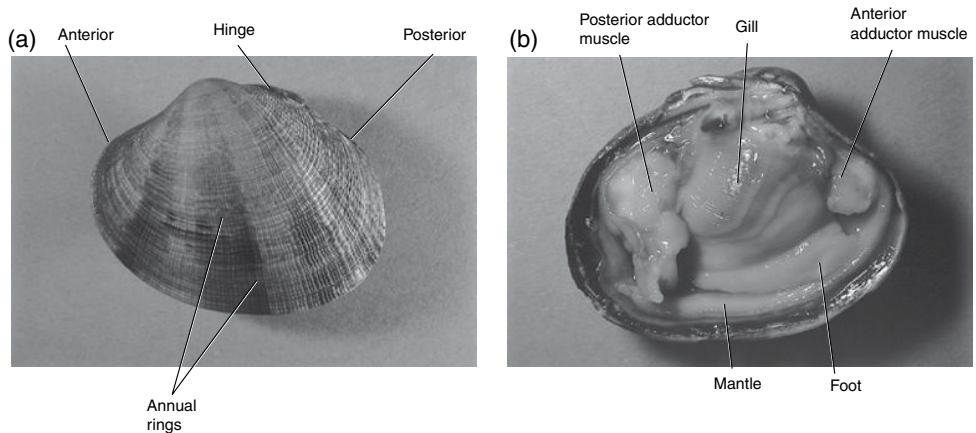 (a)
Anterior
Hinge
Posterior
Annual
rings
(b)
Posterior adductor
muscle
Gill
Anterior
adductor muscle
Mantle
Foot